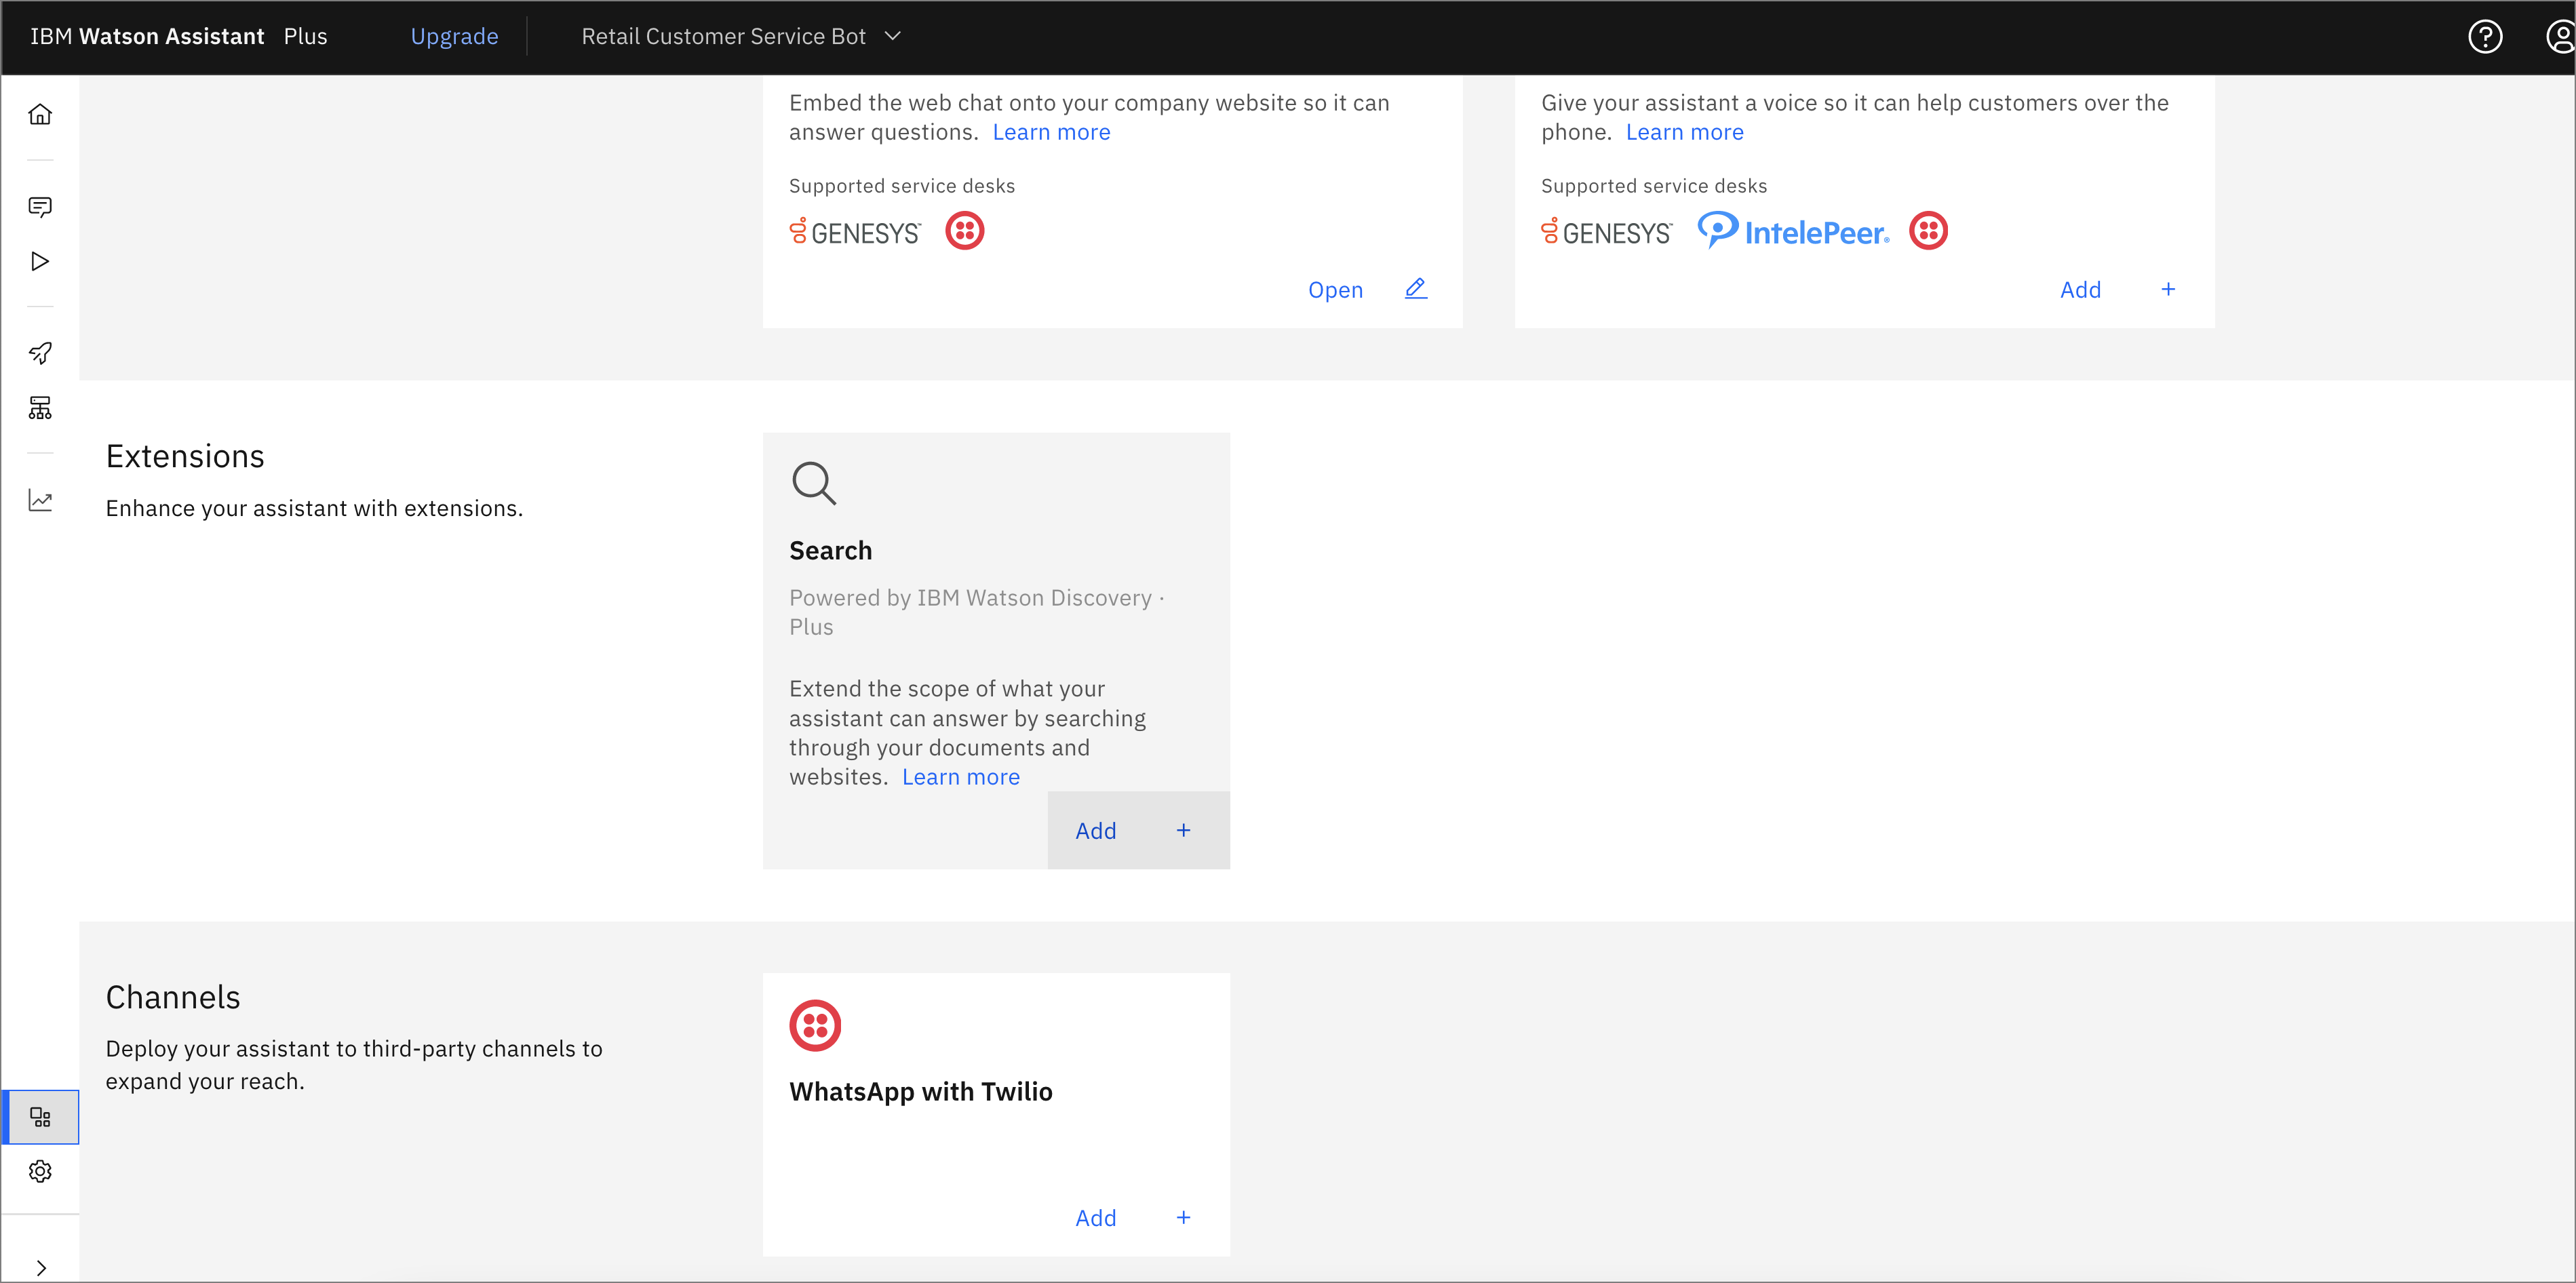 IBM Watson Assistant Plus Upgrade Retail Customer Service Bot
Embed the web chat onto your company website so it can
answer questions. Learn more
Supported service desks
GENESYS™
Open
Give your assistant a voice so it can help customers over the
phone. Learn more
Supported service desks
GENESYS™ IntelePeer®
Add +
Extensions
Enhance your assistant with extensions.
Search
Powered by IBM Watson Discovery ·
Plus
Extend the scope of what your
assistant can answer by searching
through your documents and
websites. Learn more
Add +
Channels
Deploy your assistant to third-party channels to
expand your reach.
WhatsApp with Twilio
Add +